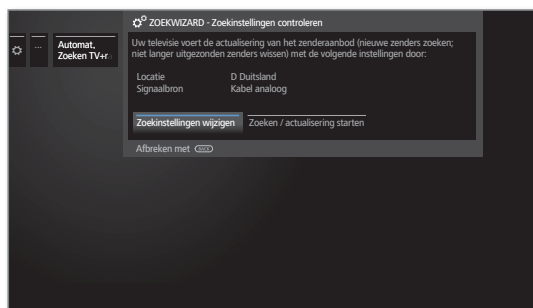 ZOEKWIZARD - Zoekinstellingen controleren
...
Automat.
Zoeken TV+r
Uw televisie voert de actualisering van het zenderaanbod (nieuwe zenders zoeken;
niet langer uitgezonden zenders wissen) met de volgende instellingen door:
Locatie D Duitsland
Signaalbron Kabel analoog
Zoekinstellingen wijzigen Zoeken / actualisering starten
Afbreken met BACK